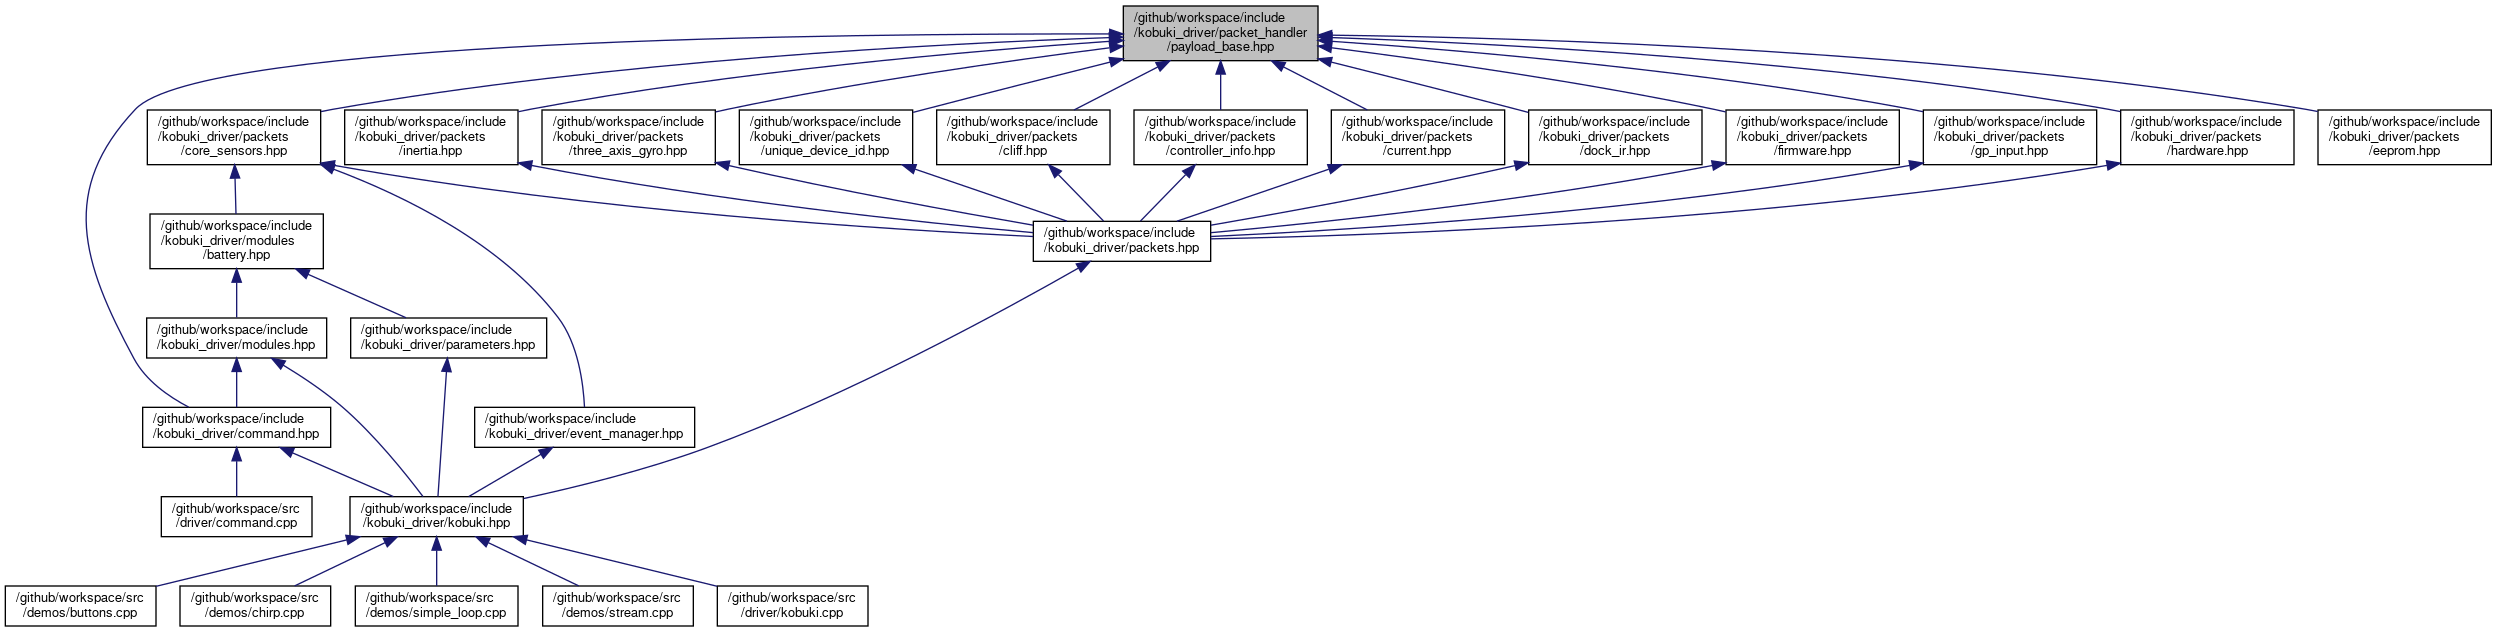 /github/workspace/include
/kobuki_driver/packet_handler
/payload_base.hpp
/github/workspace/include
/kobuki_driver/packets
/core_sensors.hpp
/github/workspace/include
/kobuki_driver/packets
/inertia.hpp
/github/workspace/include
/kobuki_driver/packets
/three_axis_gyro.hpp
/github/workspace/include
/kobuki_driver/packets
/unique_device_id.hpp
/github/workspace/include
/kobuki_driver/packets
/cliff.hpp
/github/workspace/include
/kobuki_driver/packets
/controller_info.hpp
/github/workspace/include
/kobuki_driver/packets
/current.hpp
/github/workspace/include
/kobuki_driver/packets
/dock_ir.hpp
/github/workspace/include
/kobuki_driver/packets
/firmware.hpp
/github/workspace/include
/kobuki_driver/packets
/gp_input.hpp
/github/workspace/include
/kobuki_driver/packets
/hardware.hpp
/github/workspace/include
/kobuki_driver/packets
/eeprom.hpp
/github/workspace/include
/kobuki_driver/modules
/battery.hpp
/github/workspace/include
/kobuki_driver/packets.hpp
/github/workspace/include
/kobuki_driver/modules.hpp
/github/workspace/include
/kobuki_driver/parameters.hpp
/github/workspace/include
/kobuki_driver/command.hpp
/github/workspace/include
/kobuki_driver/event_manager.hpp
/github/workspace/src
/driver/command.cpp
/github/workspace/include
/kobuki_driver/kobuki.hpp
/github/workspace/src
/demos/buttons.cpp
/github/workspace/src
/demos/chirp.cpp
/github/workspace/src
/demos/simple_loop.cpp
/github/workspace/src
/demos/stream.cpp
/github/workspace/src
/driver/kobuki.cpp